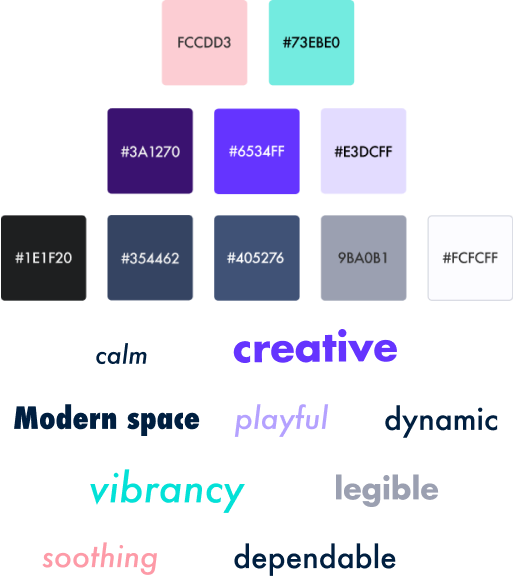 FCCDD3 #73EBE0
#3A1270 #6534FF #E3DCFF
#1E1F20 #354462 #405276 9BA0B1 #FCFCFF
calm creative
Modern space playful dynamic
vibrancy legible
soothing dependable